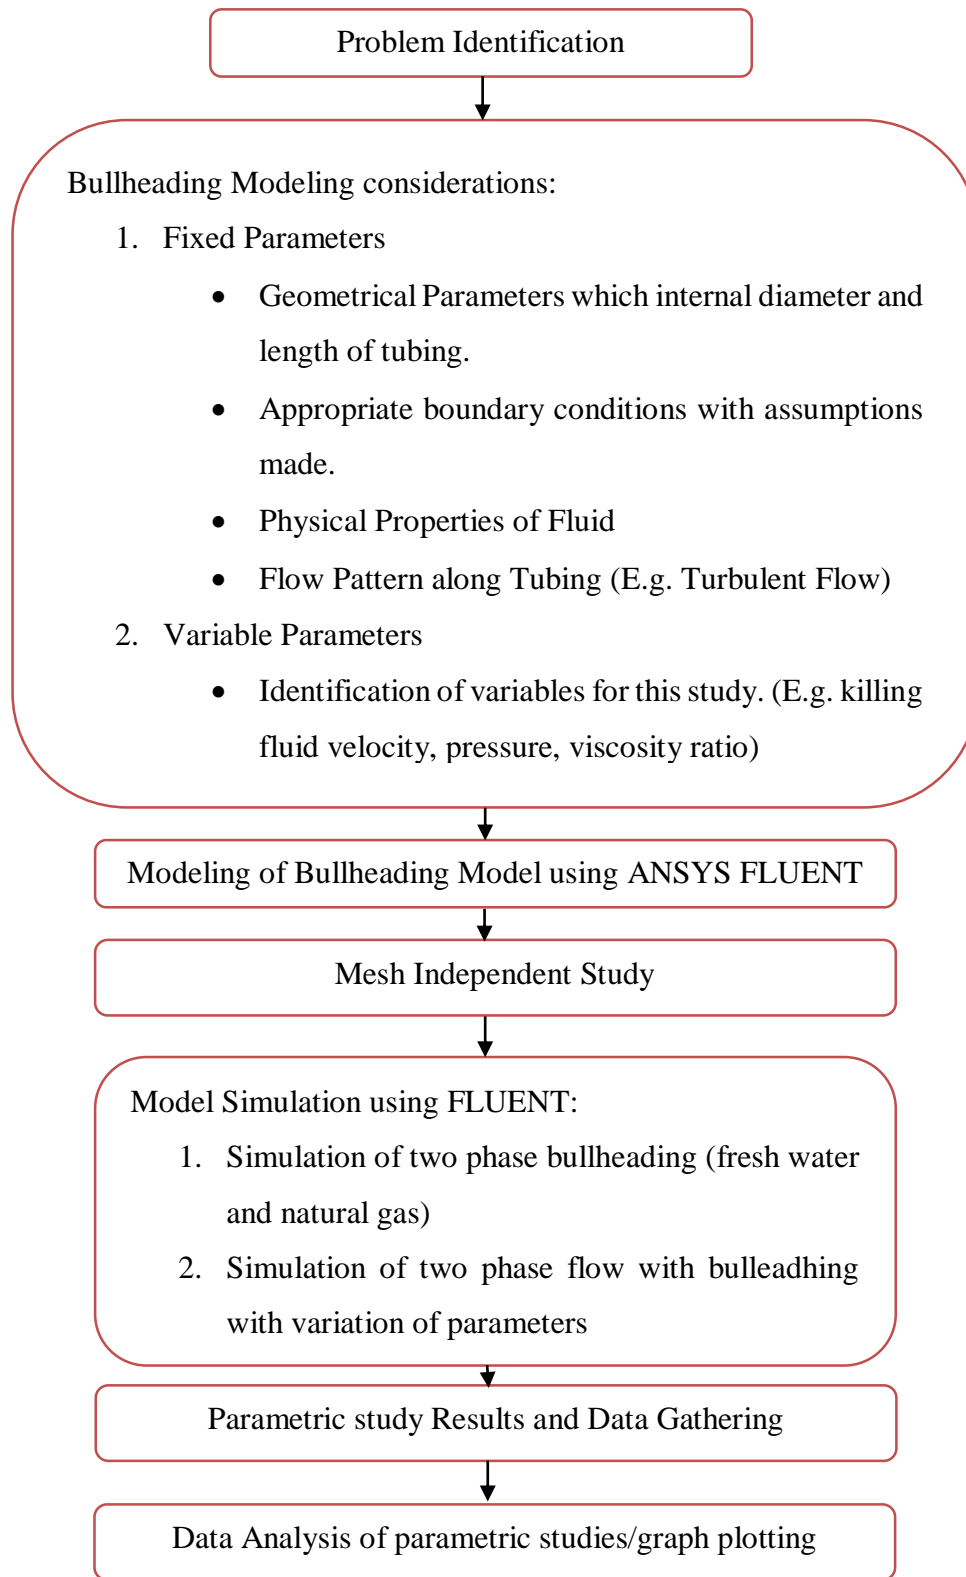 Problem Identification
Bullheading Modeling considerations:
1. Fixed Parameters
• Geometrical Parameters which internal diameter and
length of tubing.
• Appropriate boundary conditions with assumptions
made.
• Physical Properties of Fluid
• Flow Pattern along Tubing (E.g. Turbulent Flow)
2. Variable Parameters
• Identification of variables for this study. (E.g. killing
fluid velocity, pressure, viscosity ratio)
Modeling of Bullheading Model using ANSYS FLUENT
Mesh Independent Study
Model Simulation using FLUENT:
1. Simulation of two phase bullheading (fresh water
and natural gas)
2. Simulation of two phase flow with bulleadhing
with variation of parameters
Parametric study Results and Data Gathering
Data Analysis of parametric studies/graph plotting